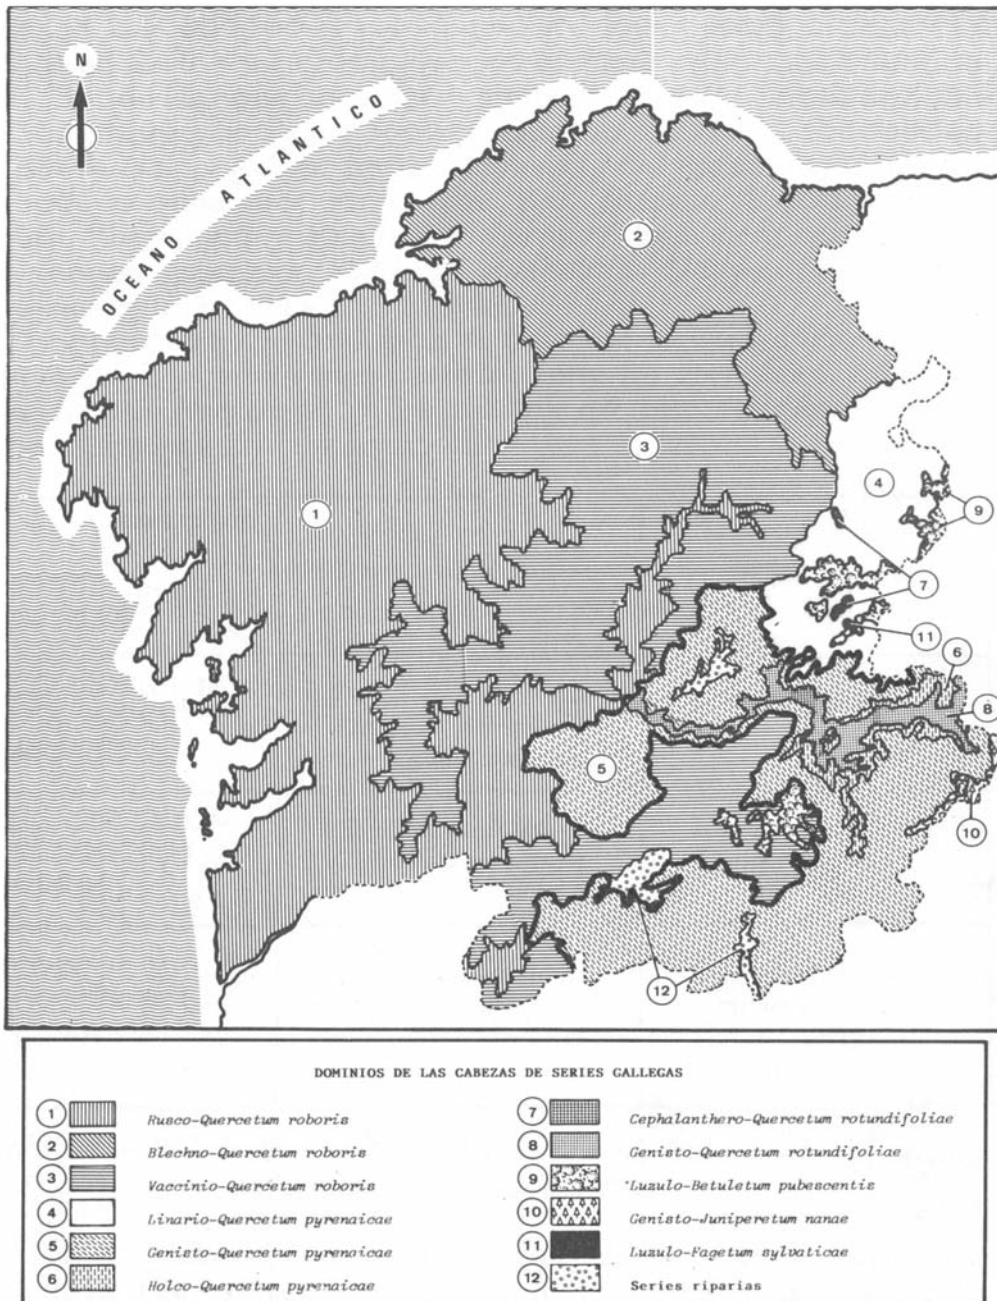 N
OCEANO ATLANTICO
2
3
1
4
9
7
11
6
8
5
10
12
DOMINIOS DE LAS CABEZAS DE SERIES GALLEGAS
1 Rusco-Quercetum roboris
2 Blechno-Quercetum roboris
3 Vaccinio-Quercetum roboris
4 Linario-Quercetum pyrenaicae
5 Genisto-Quercetum pyrenaicae
6 Holco-Quercetum pyrenaicae
7 Cephalanthero-Quercetum rotundifoliae
8 Genisto-Quercetum rotundifoliae
9 Luzulo-Betuletum pubescentis
10 Genisto-Juniperetum nanae
11 Luzulo-Fagetum sylvaticae
12 Series riparias